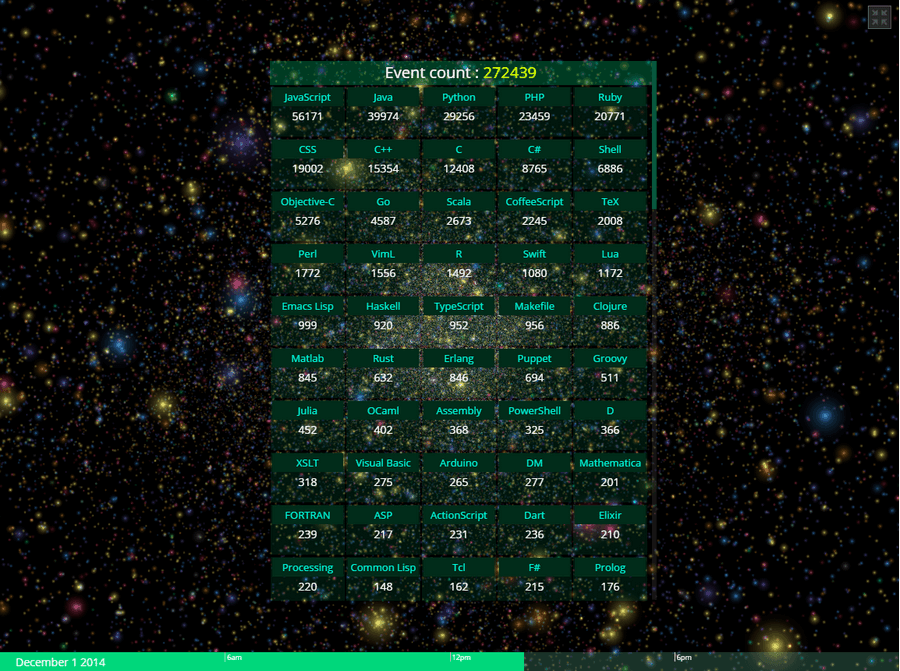 Event count : 272439
JavaScript Java Python PHP Ruby
56171 39974 29256 23459 20771
CSS C++ C C# Shell
19002 15354 12408 8765 6886
Objective-C Go Scala CoffeeScript TeX
5276 4587 2673 2245 2008
Perl VimL R Swift Lua
1772 1556 1492 1080 1172
Emacs Lisp Haskell TypeScript Makefile Clojure
999 920 952 956 886
Matlab Rust Erlang Puppet Groovy
845 632 846 694 511
Julia OCaml Assembly PowerShell D
452 402 368 325 366
XSLT Visual Basic Arduino DM Mathematica
318 275 265 277 201
FORTRAN ASP ActionScript Dart Elixir
239 217 231 236 210
Processing Common Lisp Tcl F# Prolog
220 148 162 215 176
December 1 2014 6am 12pm 6pm